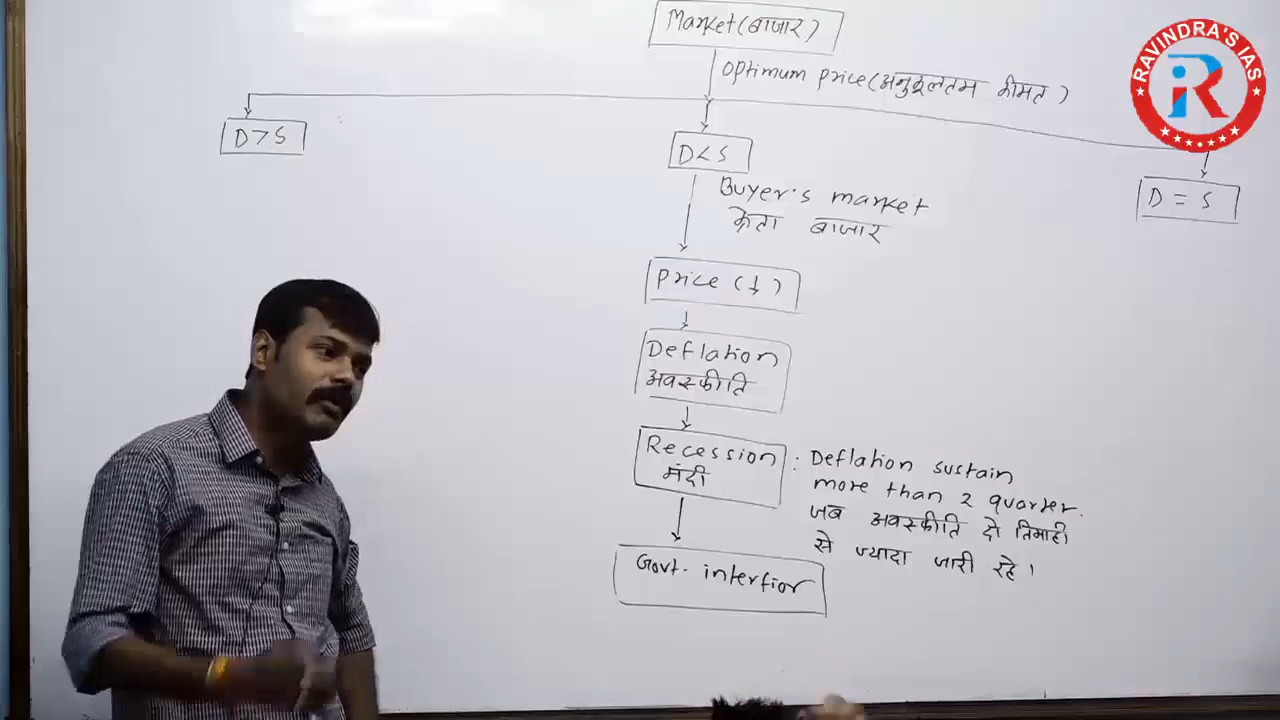 Market(बाजार)
Optimum price(अनुकूलतम कीमत)
D>S
D<S
D = S
Buyer's market
क्रेता बाजार
Price (↓)
Deflation
अवस्फीति
Recession
मंदी
: Deflation sustain
more than 2 quarter.
जब अवस्फीति दो तिमाही
से ज्यादा जारी रहे।
Govt. interfior
RAVINDRA'S IAS
iR